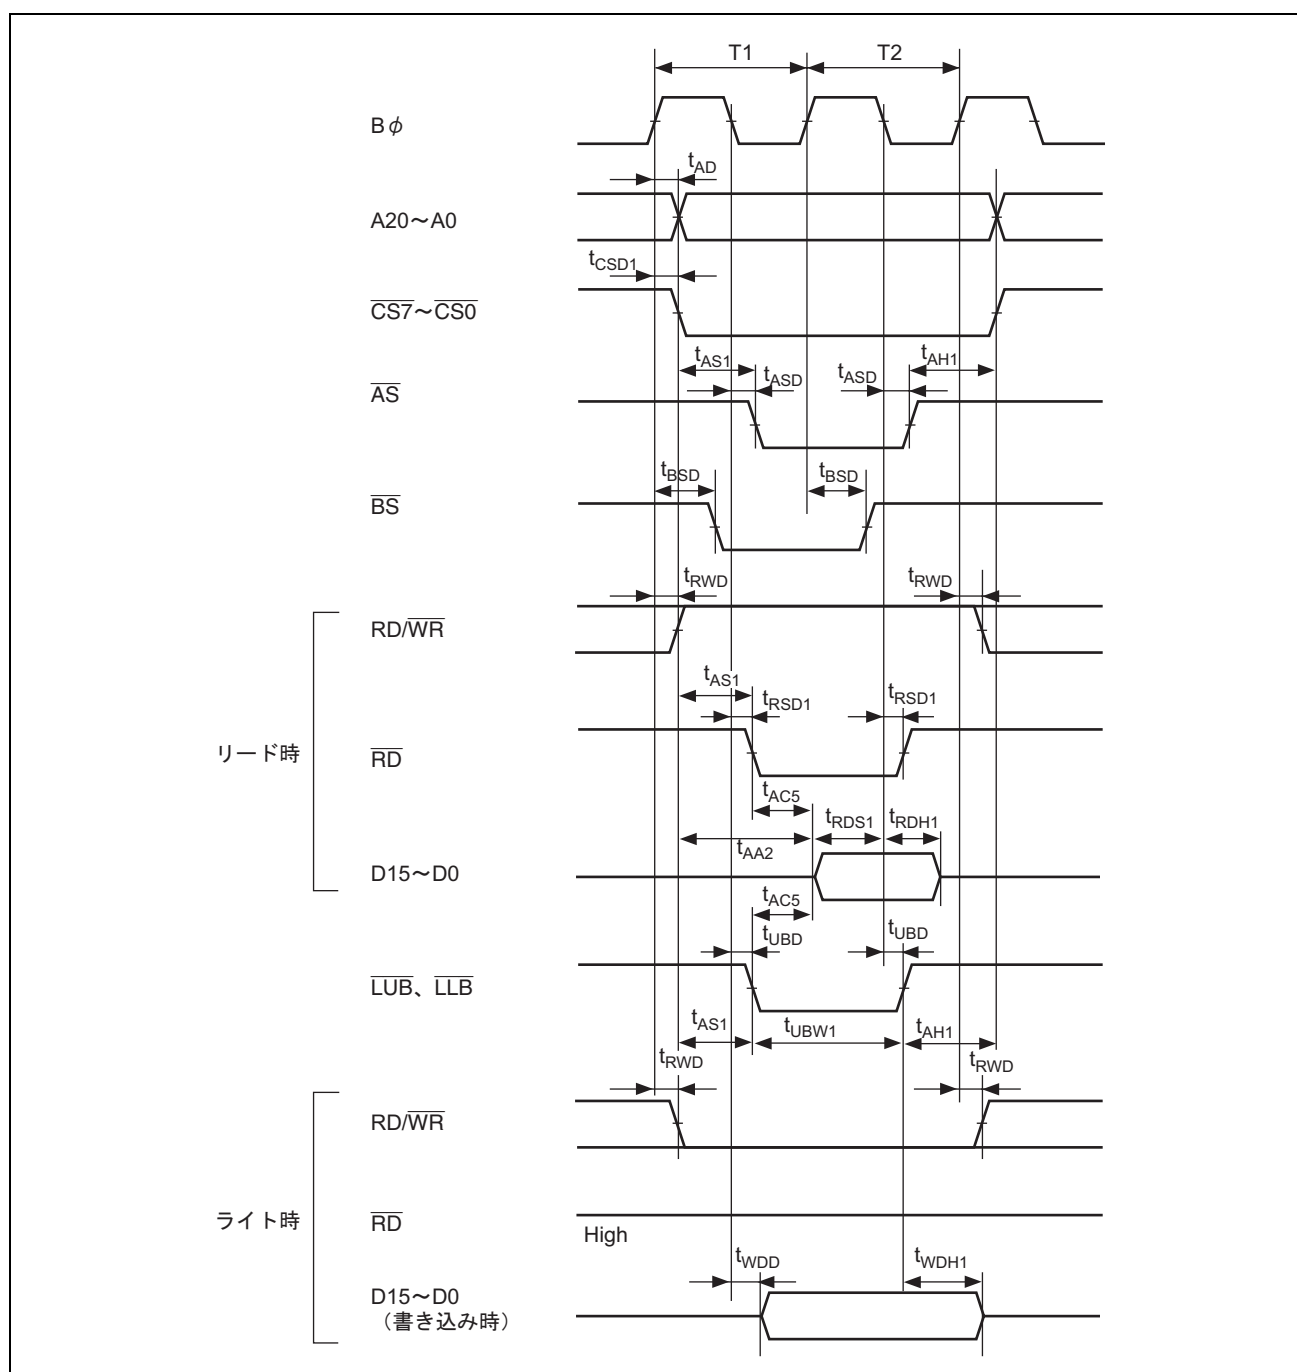 T1 T2
Bφ
tAD
A20～A0
tCSD1
CS7～CS0
tAS1 tASD tASD tAH1
AS
tBSD tBSD
BS
tRWD tRWD
RD/WR
tAS1
tRSD1 tRSD1
リード時
RD
tAC5
tRDS1 tRDH1
tAA2
D15～D0
tAC5
tUBD tUBD
LUB、LLB
tAS1 tUBW1 tAH1
tRWD tRWD
RD/WR
ライト時
RD
High
tWDD tWDH1
D15～D0
（書き込み時）